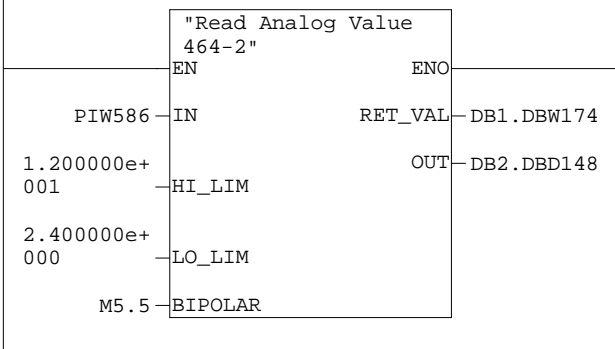 "Read Analog Value
464-2"
EN ENO
PIW586 IN RET_VAL DB1.DBW174
OUT DB2.DBD148
1.200000e+
001 HI_LIM
2.400000e+
000 LO_LIM
M5.5 BIPOLAR